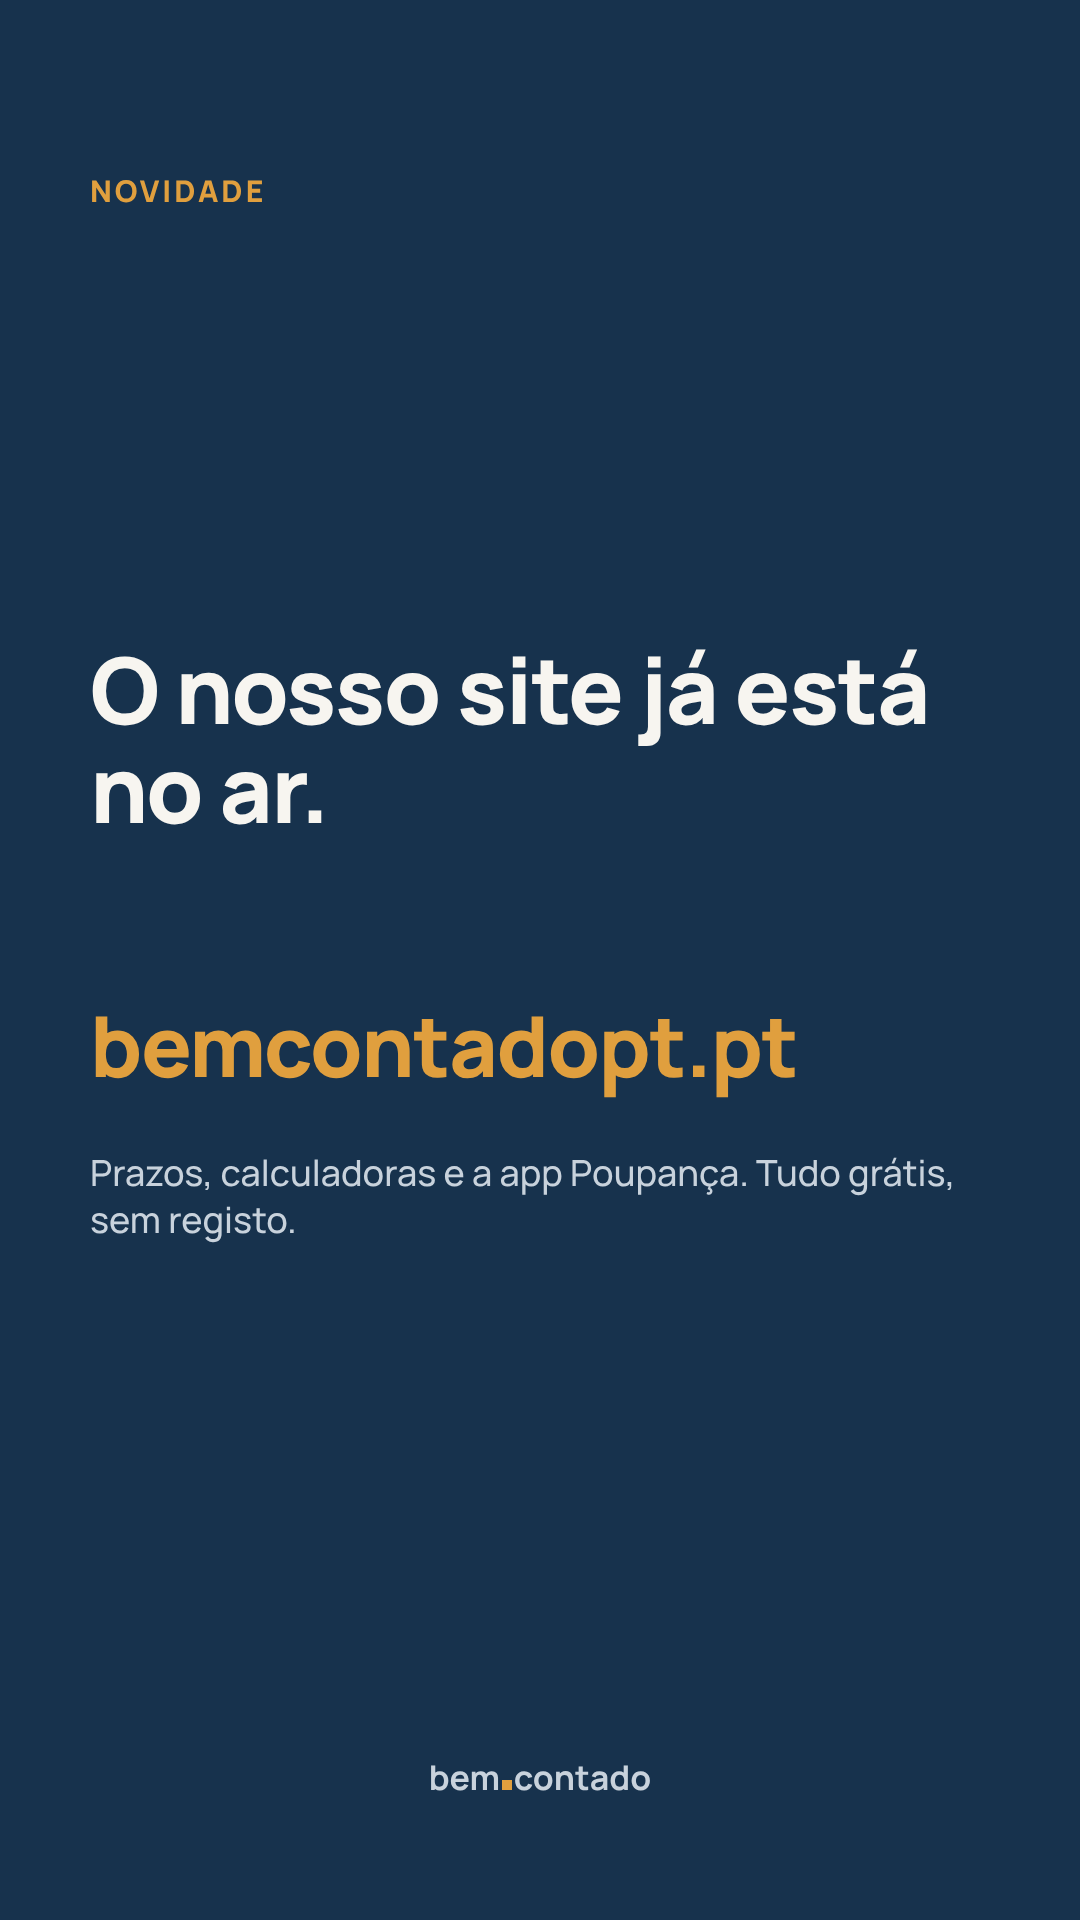 NOVIDADE
O nosso site já está
no ar.
bemcontadopt.pt
Prazos, calculadoras e a app Poupança. Tudo grátis,
sem registo.
bem.contado